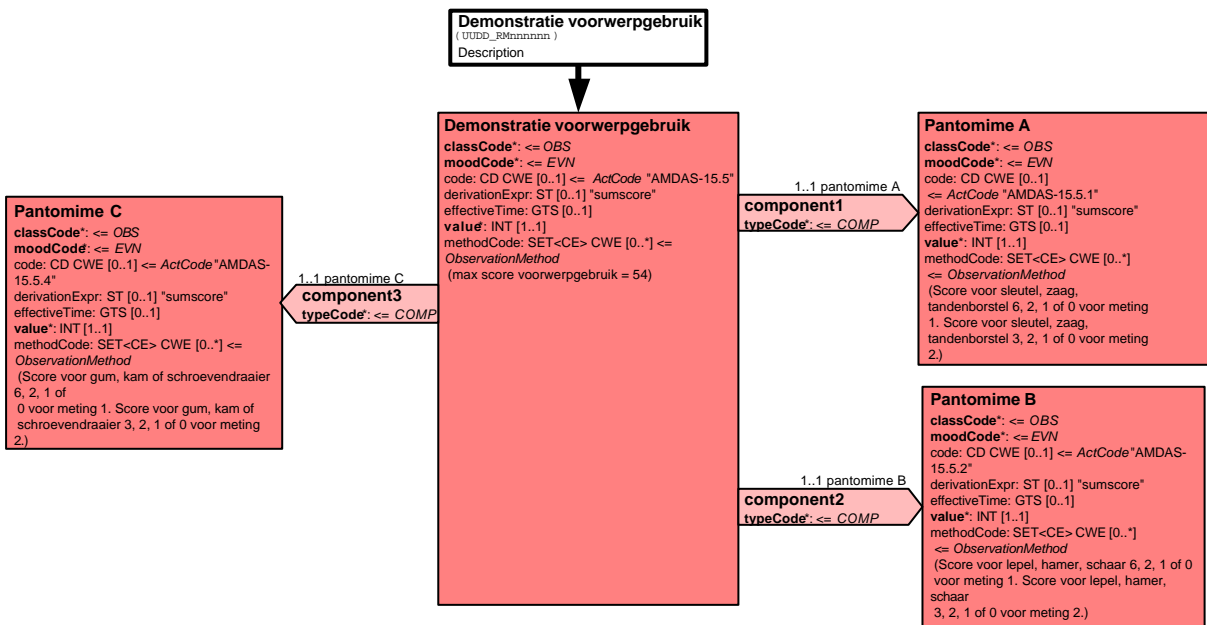 Demonstratie voorwerpgebruik
( UUDD_RMnnnnnn )
Description
Demonstratie voorwerpgebruik
classCode*: <= OBS
moodCode*: <= EVN
code: CD CWE [0..1] <= ActCode "AMDAS-15.5"
derivationExpr: ST [0..1] "sumscore"
effectiveTime: GTS [0..1]
value*: INT [1..1]
methodCode: SET<CE> CWE [0..*] <=
ObservationMethod
(max score voorwerpgebruik = 54)
1..1 pantomime A
component1
typeCode*: <= COMP
Pantomime A
classCode*: <= OBS
moodCode*: <= EVN
code: CD CWE [0..1]
<= ActCode "AMDAS-15.5.1"
derivationExpr: ST [0..1] "sumscore"
effectiveTime: GTS [0..1]
value*: INT [1..1]
methodCode: SET<CE> CWE [0..*]
<= ObservationMethod
(Score voor sleutel, zaag,
tandenborstel 6, 2, 1 of 0 voor meting
1. Score voor sleutel, zaag,
tandenborstel 3, 2, 1 of 0 voor meting
2.)
1..1 pantomime C
component3
typeCode*: <= COMP
Pantomime C
classCode*: <= OBS
moodCode*: <= EVN
code: CD CWE [0..1] <= ActCode "AMDAS-
15.5.4"
derivationExpr: ST [0..1] "sumscore"
effectiveTime: GTS [0..1]
value*: INT [1..1]
methodCode: SET<CE> CWE [0..*] <=
ObservationMethod
(Score voor gum, kam of schroevendraaier
6, 2, 1 of
0 voor meting 1. Score voor gum, kam of
schroevendraaier 3, 2, 1 of 0 voor meting
2.)
1..1 pantomime B
component2
typeCode*: <= COMP
Pantomime B
classCode*: <= OBS
moodCode*: <= EVN
code: CD CWE [0..1] <= ActCode "AMDAS-
15.5.2"
derivationExpr: ST [0..1] "sumscore"
effectiveTime: GTS [0..1]
value*: INT [1..1]
methodCode: SET<CE> CWE [0..*]
<= ObservationMethod
(Score voor lepel, hamer, schaar 6, 2, 1 of 0
voor meting 1. Score voor lepel, hamer,
schaar
3, 2, 1 of 0 voor meting 2.)